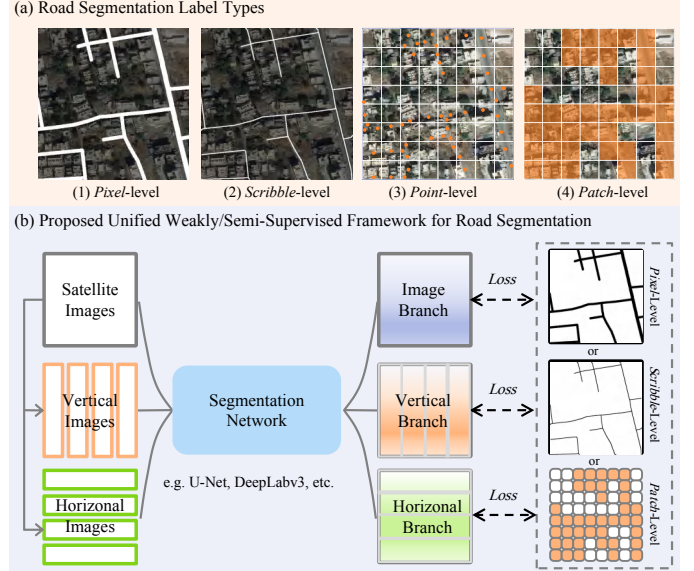 (a) Road Segmentation Label Types
(1) Pixel-level
(2) Scribble-level
(3) Point-level
(4) Patch-level
(b) Proposed Unified Weakly/Semi-Supervised Framework for Road Segmentation
Satellite
Images
Vertical
Images
Horizonal
Images
Segmentation
Network
e.g. U-Net, DeepLabv3, etc.
Image
Branch
Vertical
Branch
Horizonal
Branch
Loss
Loss
Loss
Pixel-Level
or
Scribble-Level
or
Patch-Level